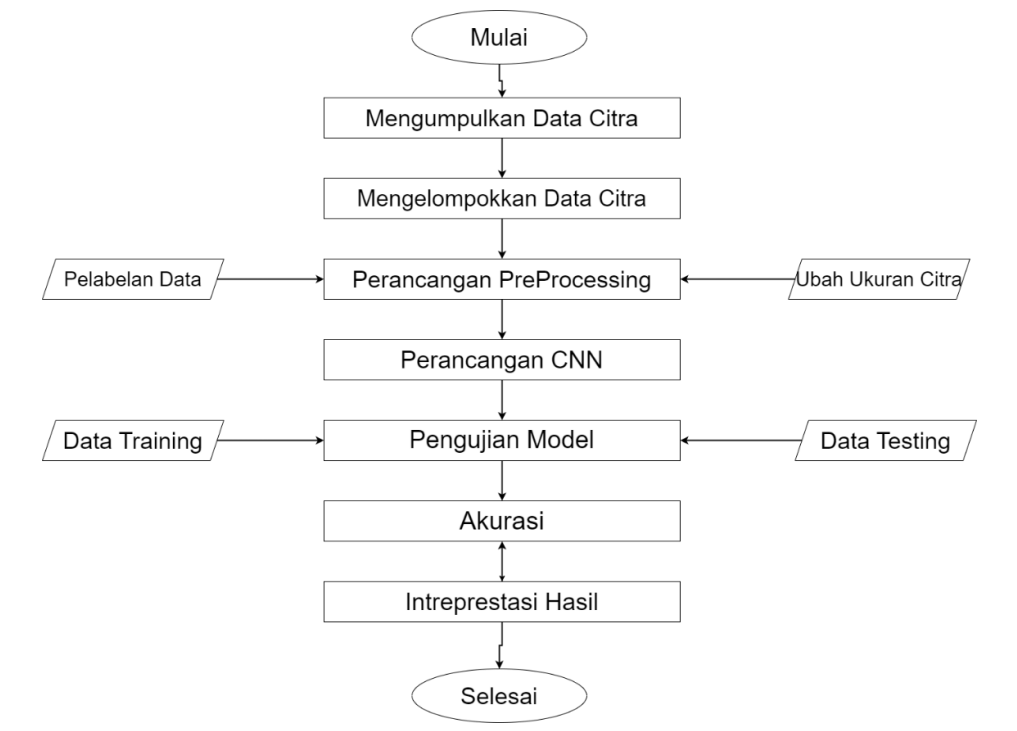 Mulai
Mengumpulkan Data Citra
Mengelompokkan Data Citra
Pelabelan Data
Perancangan PreProcessing
Ubah Ukuran Citra
Perancangan CNN
Data Training
Pengujian Model
Data Testing
Akurasi
Intreprestasi Hasil
Selesai